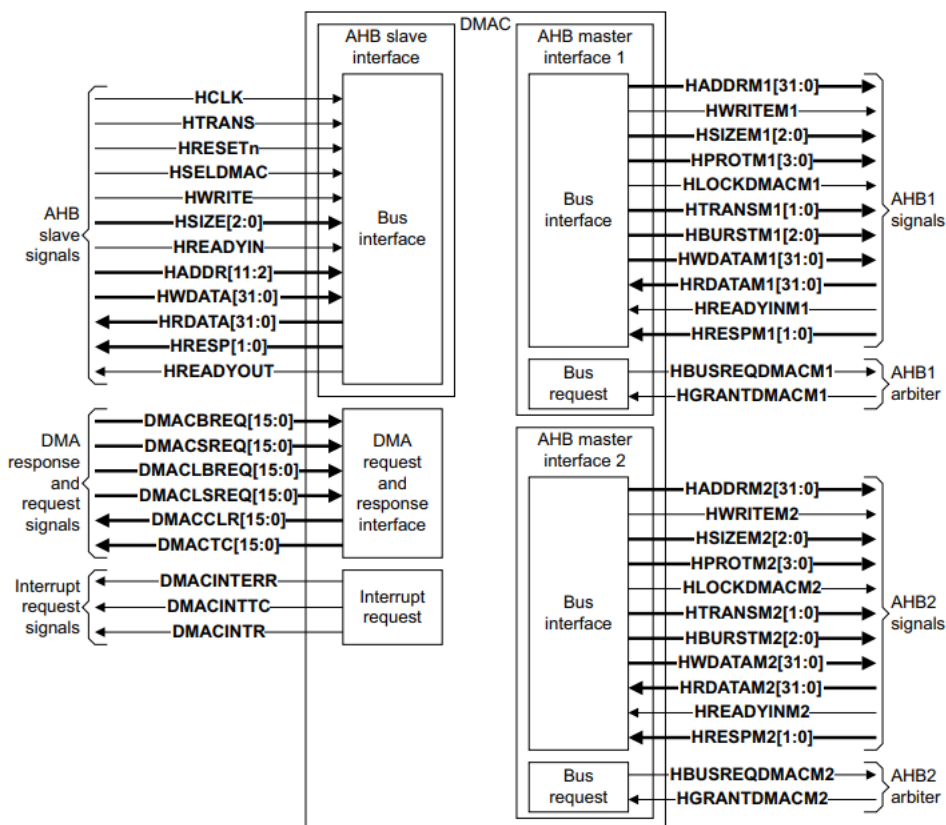 DMAC
AHB slave
interface
Bus
interface
AHB
slave
signals
HCLK
HTRANS
HRESETn
HSELDMAC
HWRITE
HSIZE[2:0]
HREADYIN
HADDR[11:2]
HWDATA[31:0]
HRDATA[31:0]
HRESP[1:0]
HREADYOUT
DMA
response
and
request
signals
DMACBREQ[15:0]
DMACSREQ[15:0]
DMACLBREQ[15:0]
DMACLSREQ[15:0]
DMACCLR[15:0]
DMACTC[15:0]
DMA
request
and
response
interface
Interrupt
request
signals
DMACINTERR
DMACINTTC
DMACINTR
Interrupt
request
AHB master
interface 1
Bus
interface
HADDRM1[31:0]
HWRITEM1
HSIZEM1[2:0]
HPROTM1[3:0]
HLOCKDMACM1
HTRANSM1[1:0]
HBURSTM1[2:0]
HWDATAM1[31:0]
HRDATAM1[31:0]
HREADYINM1
HRESPM1[1:0]
AHB1
signals
Bus
request
HBUSREQDMACM1
HGRANTDMACM1
AHB1
arbiter
AHB master
interface 2
Bus
interface
HADDRM2[31:0]
HWRITEM2
HSIZEM2[2:0]
HPROTM2[3:0]
HLOCKDMACM2
HTRANSM2[1:0]
HBURSTM2[2:0]
HWDATAM2[31:0]
HRDATAM2[31:0]
HREADYINM2
HRESPM2[1:0]
AHB2
signals
Bus
request
HBUSREQDMACM2
HGRANTDMACM2
AHB2
arbiter